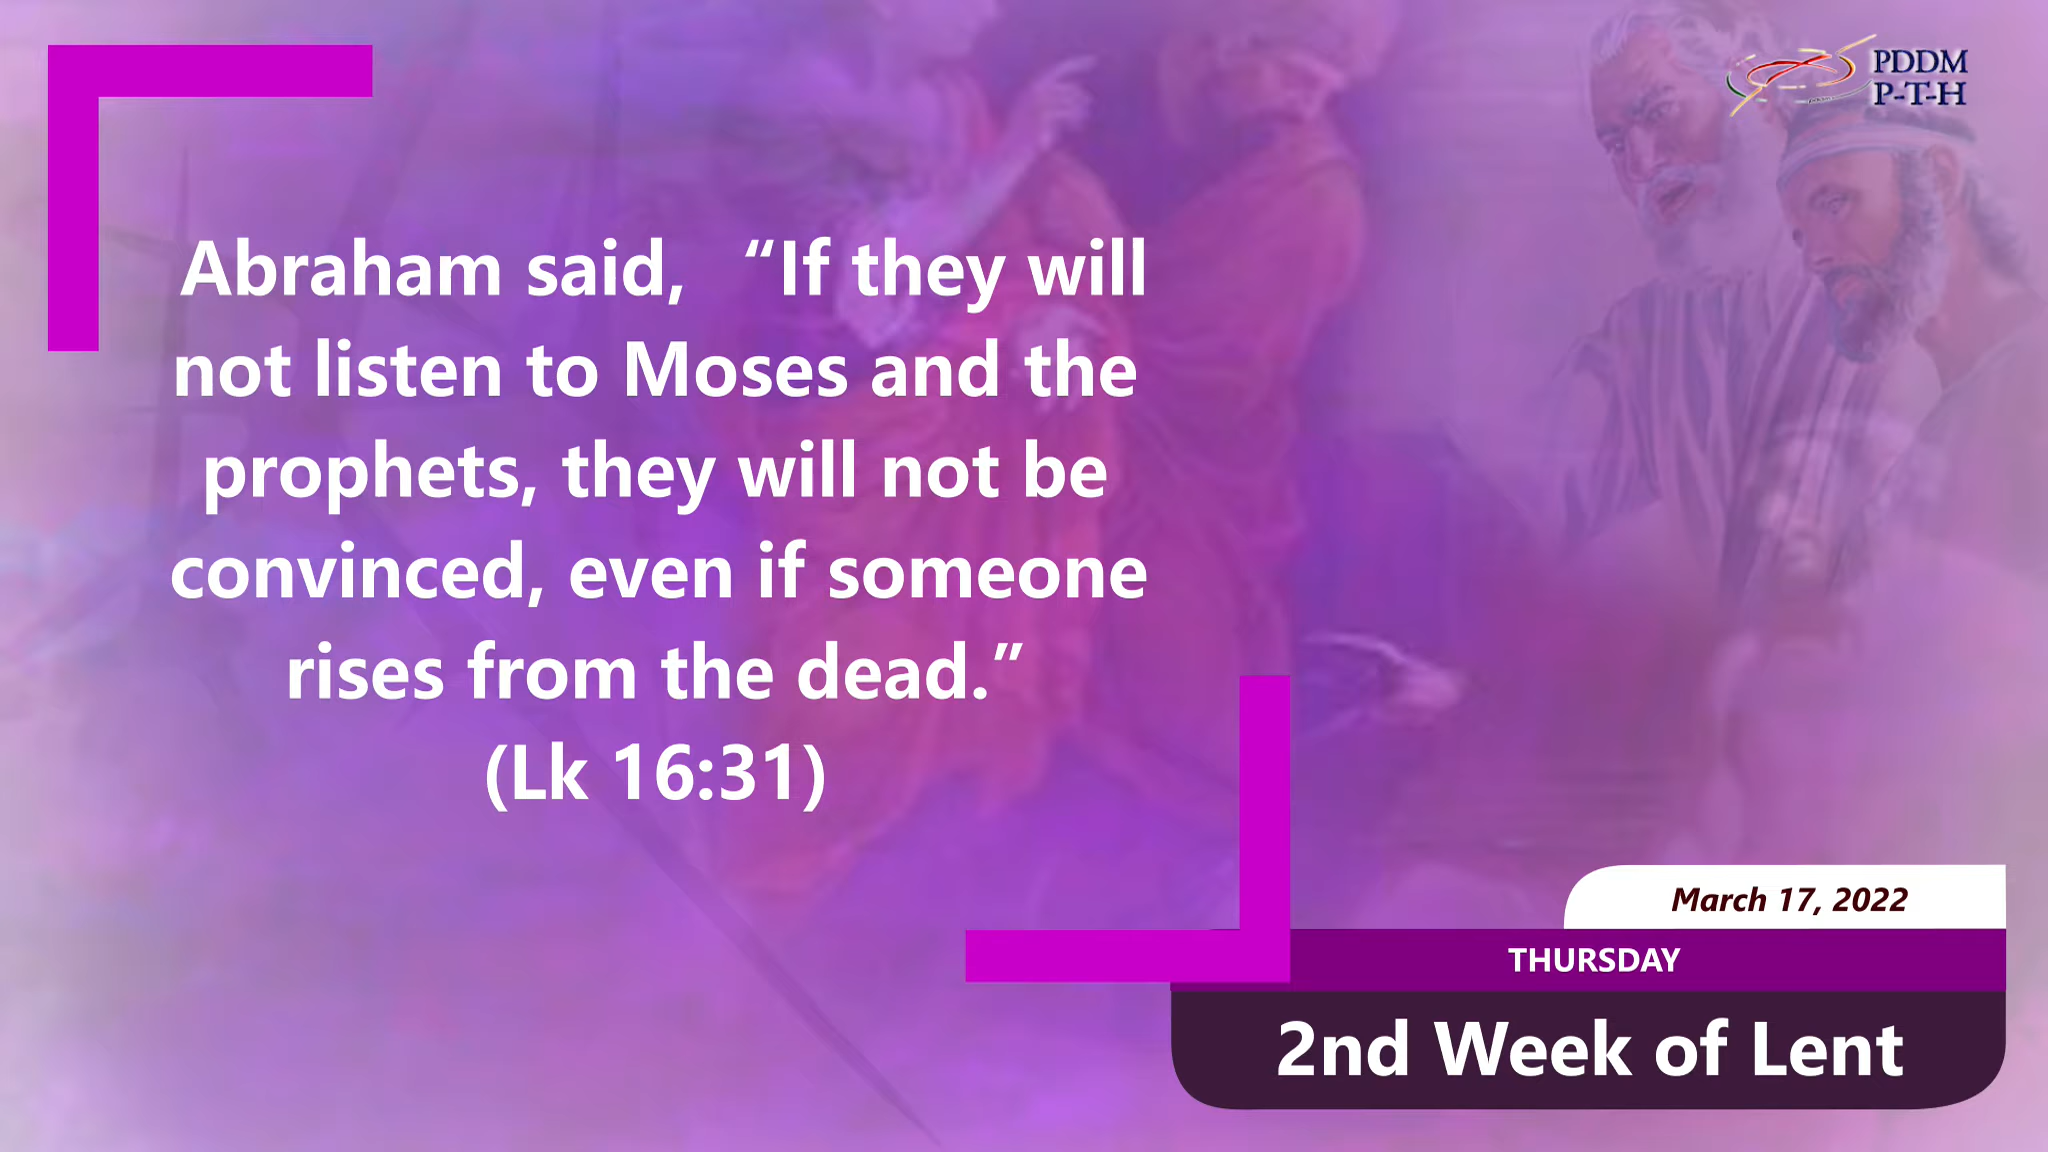 PDDM
P-T-H
Abraham said, “If they will
not listen to Moses and the
prophets, they will not be
convinced, even if someone
rises from the dead.”
(Lk 16:31)
March 17, 2022
THURSDAY
2nd Week of Lent